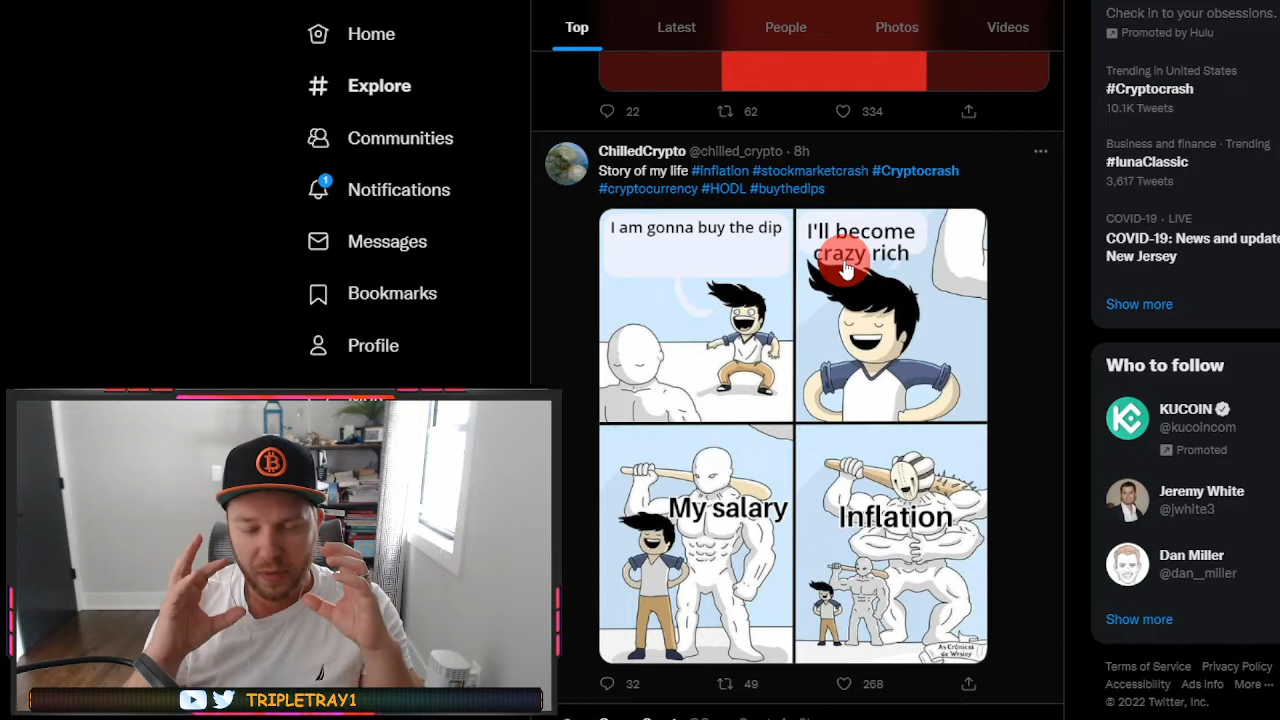 Home
Explore
Communities
1
Notifications
Messages
Bookmarks
Profile
Top
Latest
People
Photos
Videos
22
62
334
ChilledCrypto @chilled_crypto · 8h
Story of my life #inflation #stockmarketcrash #Cryptocrash
#cryptocurrency #HODL #buythedips
I am gonna buy the dip
I'll become
crazy rich
My salary
Inflation
As Crônicas
de Wesley
32
49
268
Check in to your obsessions.
Promoted by Hulu
Trending in United States
#Cryptocrash
10.1K Tweets
Business and finance · Trending
#lunaClassic
3,617 Tweets
COVID-19 · LIVE
COVID-19: News and update
New Jersey
Show more
Who to follow
KUCOIN
@kucoincom
Promoted
Jeremy White
@jwhite3
Dan Miller
@dan__miller
Show more
Terms of Service Privacy Policy
Accessibility Ads info More ···
© 2022 Twitter, Inc.
TRIPLETRAY1